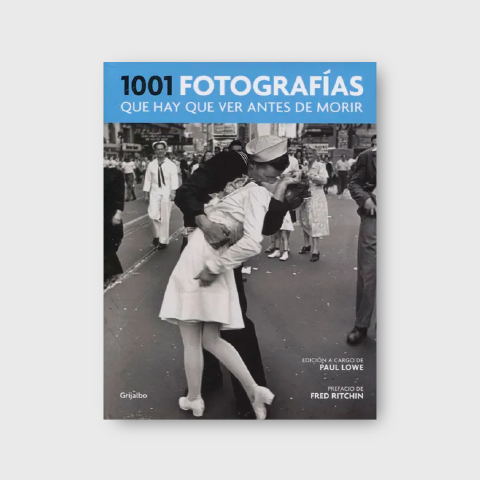 1001 FOTOGRAFÍAS
QUE HAY QUE VER ANTES DE MORIR
EDICIÓN A CARGO DE
PAUL LOWE
PREFACIO DE
FRED RITCHIN
Grijalbo